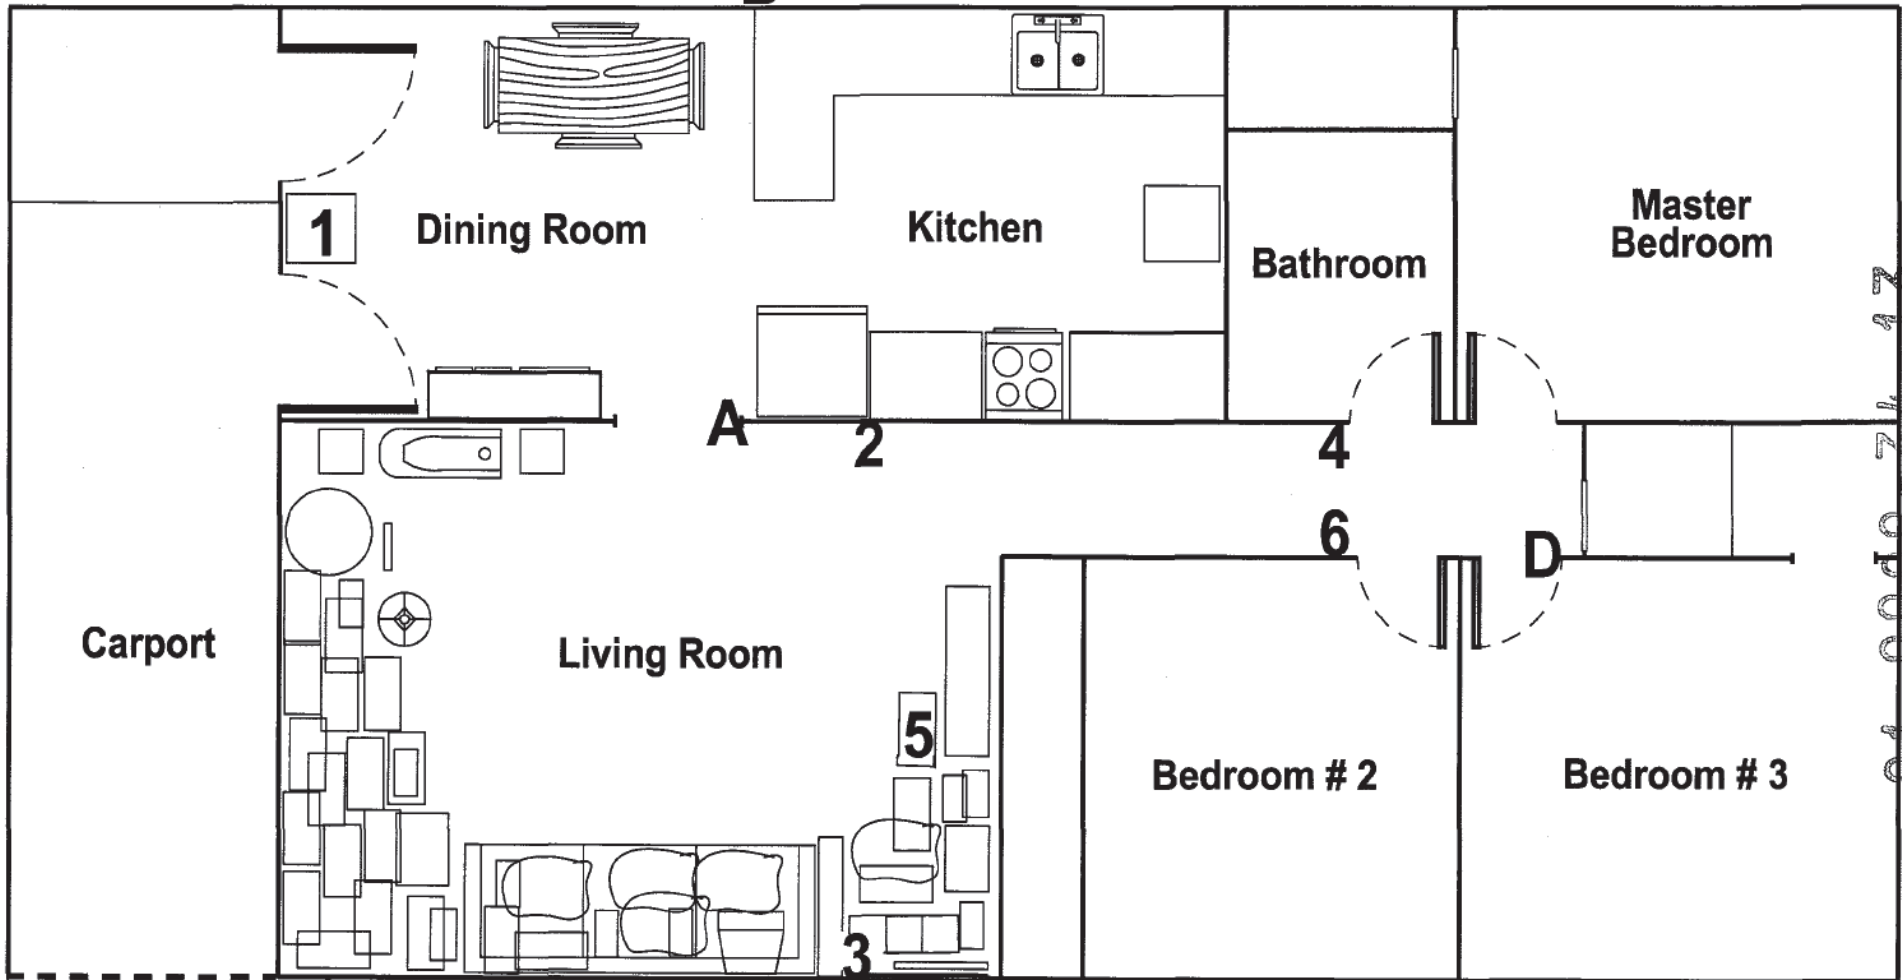 1
Dining Room
Kitchen
Bathroom
Master
Bedroom
A
2
4
6
D
Carport
Living Room
5
Bedroom # 2
Bedroom # 3
3